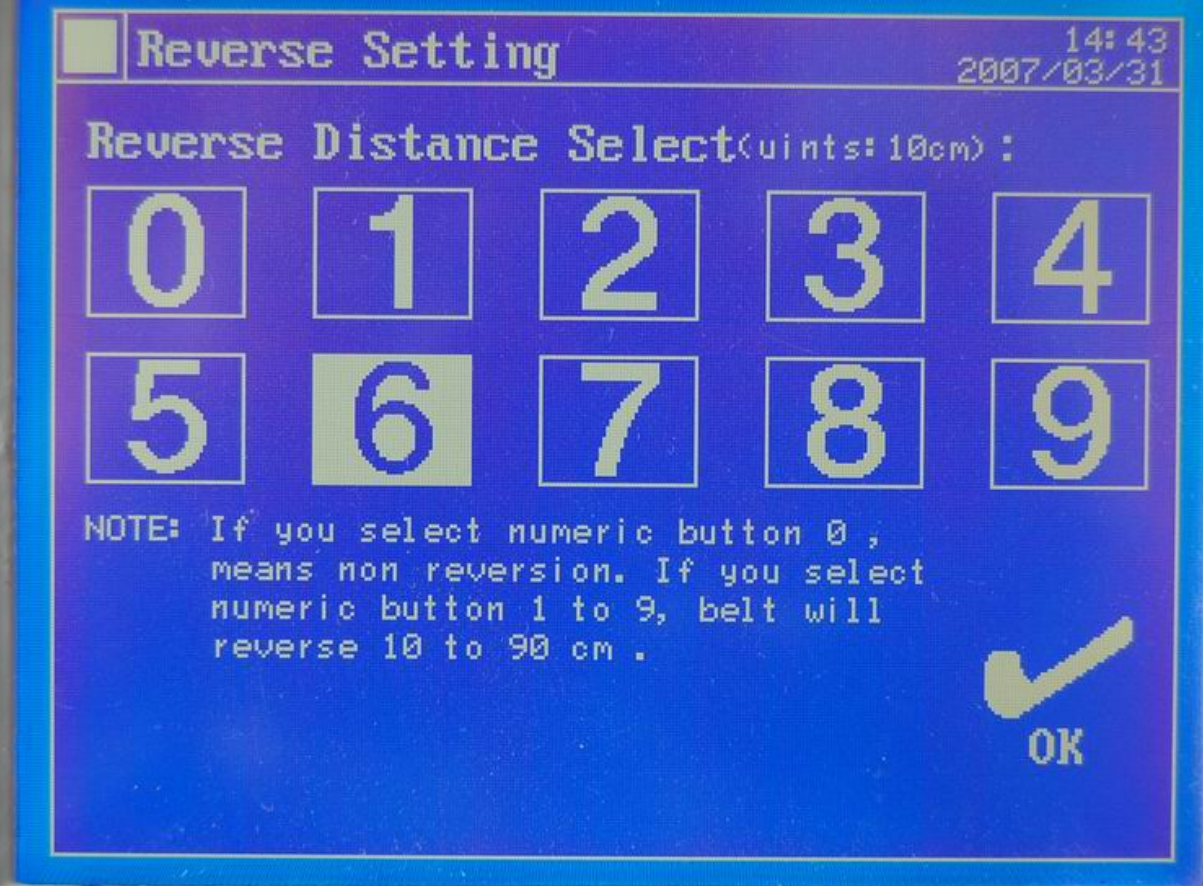 Reverse Setting
14:43
2007/03/31
Reverse Distance Select(uints:10cm):
0 1 2 3 4
5 6 7 8 9
NOTE: If you select numeric button 0 ,
means non reversion. If you select
numeric button 1 to 9, belt will
reverse 10 to 90 cm .
OK